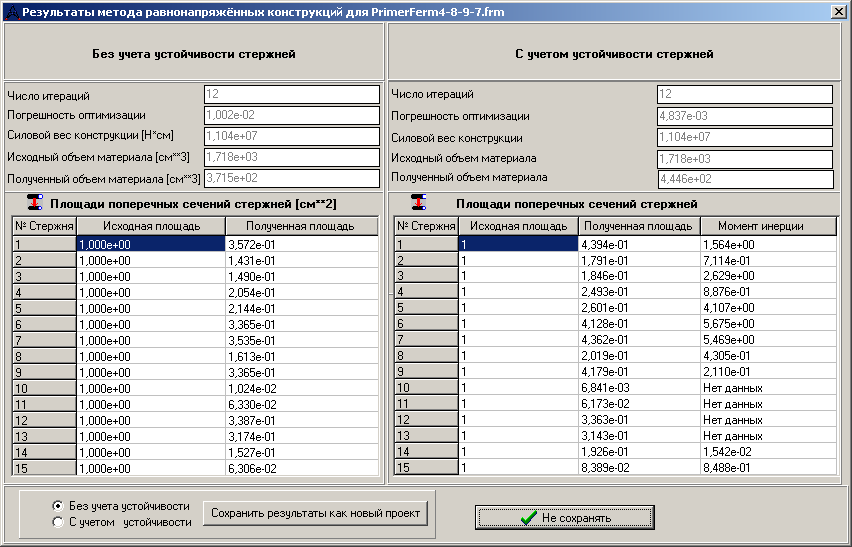 Результаты метода равнонапряжённых конструкций для PrimerFerm4-8-9-7.frm
Без учета устойчивости стержней
Число итераций 12
Погрешность оптимизации 1,002e-02
Силовой вес конструкции [Н*см] 1,104e+07
Исходный объем материала [см**3] 1,718e+03
Полученный объем материала [см**3] 3,715e+02
Площади поперечных сечений стержней [см**2]
№ Стержня Исходная площадь Полученная площадь
1 1,000e+00 3,572e-01
2 1,000e+00 1,431e-01
3 1,000e+00 1,490e-01
4 1,000e+00 2,054e-01
5 1,000e+00 2,144e-01
6 1,000e+00 3,365e-01
7 1,000e+00 3,535e-01
8 1,000e+00 1,613e-01
9 1,000e+00 3,365e-01
10 1,000e+00 1,024e-02
11 1,000e+00 6,330e-02
12 1,000e+00 3,387e-01
13 1,000e+00 3,174e-01
14 1,000e+00 1,527e-01
15 1,000e+00 6,306e-02
С учетом устойчивости стержней
Число итераций 12
Погрешность оптимизации 4,837e-03
Силовой вес конструкции 1,104e+07
Исходный объем материала 1,718e+03
Полученный объем материала 4,446e+02
Площади поперечных сечений стержней
№ Стержня Исходная площадь Полученная площадь Момент инерции
1 1 4,394e-01 1,564e+00
2 1 1,791e-01 7,114e-01
3 1 1,846e-01 2,629e+00
4 1 2,493e-01 8,876e-01
5 1 2,601e-01 4,107e+00
6 1 4,128e-01 5,675e+00
7 1 4,362e-01 5,469e+00
8 1 2,019e-01 4,305e-01
9 1 4,179e-01 2,110e-01
10 1 6,841e-03 Нет данных
11 1 6,173e-02 Нет данных
12 1 3,363e-01 Нет данных
13 1 3,143e-01 Нет данных
14 1 1,926e-01 1,542e-02
15 1 8,389e-02 8,488e-01
Без учета устойчивости
С учетом устойчивости
Сохранить результаты как новый проект
Не сохранять